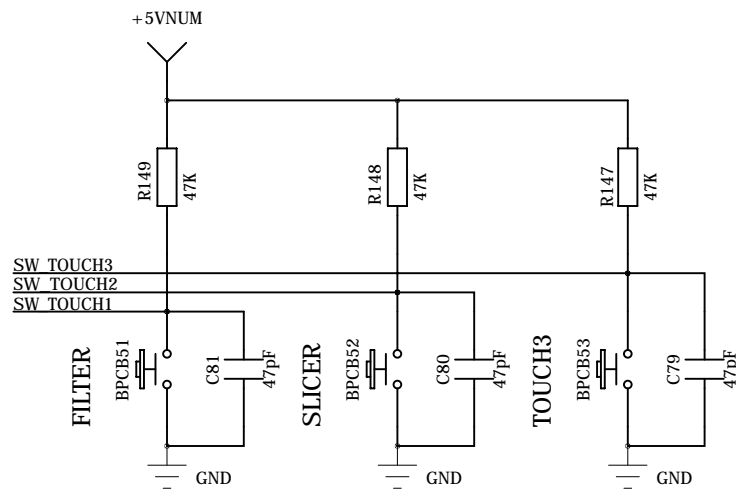 +5VNUM
R149
47K
R148
47K
R147
47K
SW_TOUCH3
SW_TOUCH2
SW_TOUCH1
FILTER
BPCB51
C81
47pF
SLICER
BPCB52
C80
47pF
TOUCH3
BPCB53
C79
47pF
GND
GND
GND